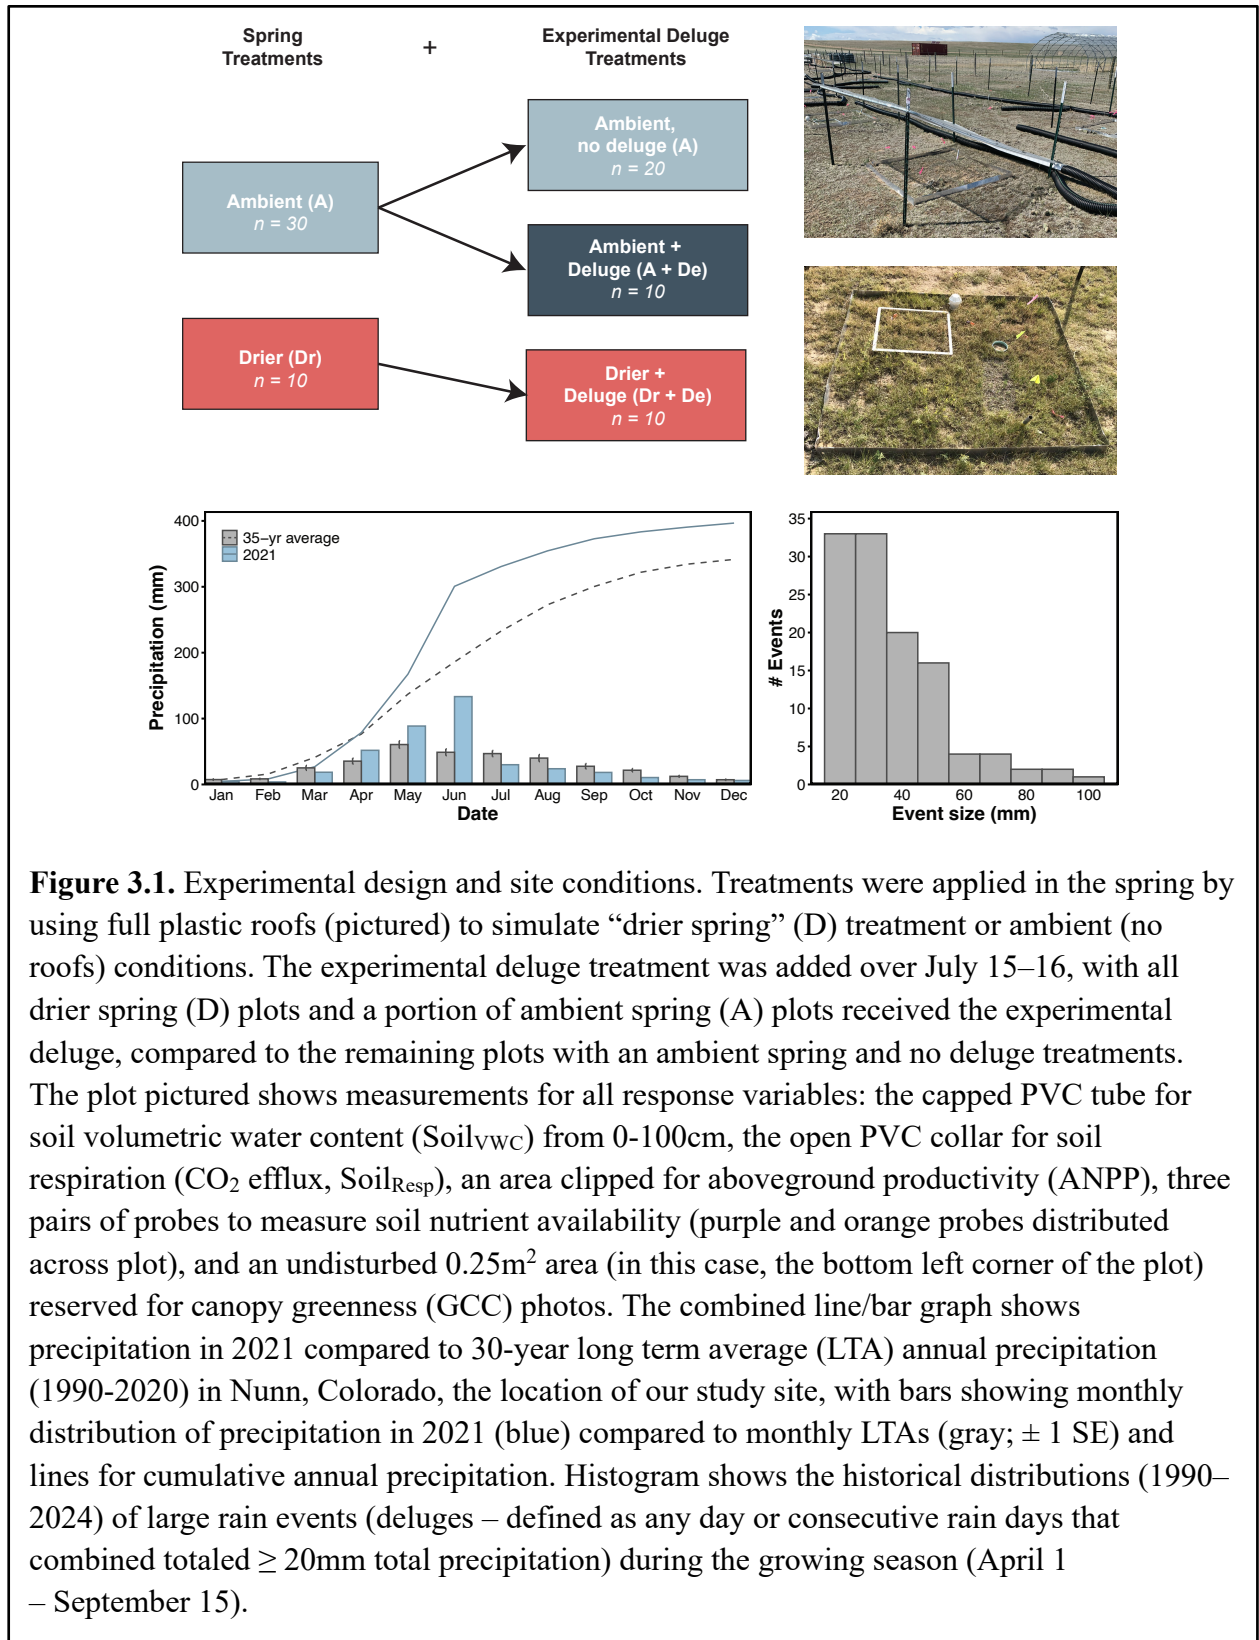 Spring
Treatments
+
Experimental Deluge
Treatments
Ambient (A)
n = 30
Drier (Dr)
n = 10
Ambient,
no deluge (A)
n = 20
Ambient +
Deluge (A + De)
n = 10
Drier +
Deluge (Dr + De)
n = 10
400
300
200
100
0
Precipitation (mm)
35-yr average
2021
Jan Feb Mar Apr May Jun Jul Aug Sep Oct Nov Dec
Date
35
30
25
20
15
10
5
0
# Events
20 40 60 80 100
Event size (mm)
Figure 3.1. Experimental design and site conditions. Treatments were applied in the spring by
using full plastic roofs (pictured) to simulate “drier spring” (D) treatment or ambient (no
roofs) conditions. The experimental deluge treatment was added over July 15–16, with all
drier spring (D) plots and a portion of ambient spring (A) plots received the experimental
deluge, compared to the remaining plots with an ambient spring and no deluge treatments.
The plot pictured shows measurements for all response variables: the capped PVC tube for
soil volumetric water content (SoilVWC) from 0-100cm, the open PVC collar for soil
respiration (CO2 efflux, SoilResp), an area clipped for aboveground productivity (ANPP), three
pairs of probes to measure soil nutrient availability (purple and orange probes distributed
across plot), and an undisturbed 0.25m² area (in this case, the bottom left corner of the plot)
reserved for canopy greenness (GCC) photos. The combined line/bar graph shows
precipitation in 2021 compared to 30-year long term average (LTA) annual precipitation
(1990-2020) in Nunn, Colorado, the location of our study site, with bars showing monthly
distribution of precipitation in 2021 (blue) compared to monthly LTAs (gray; ± 1 SE) and
lines for cumulative annual precipitation. Histogram shows the historical distributions (1990–
2024) of large rain events (deluges – defined as any day or consecutive rain days that
combined totaled ≥ 20mm total precipitation) during the growing season (April 1
– September 15).